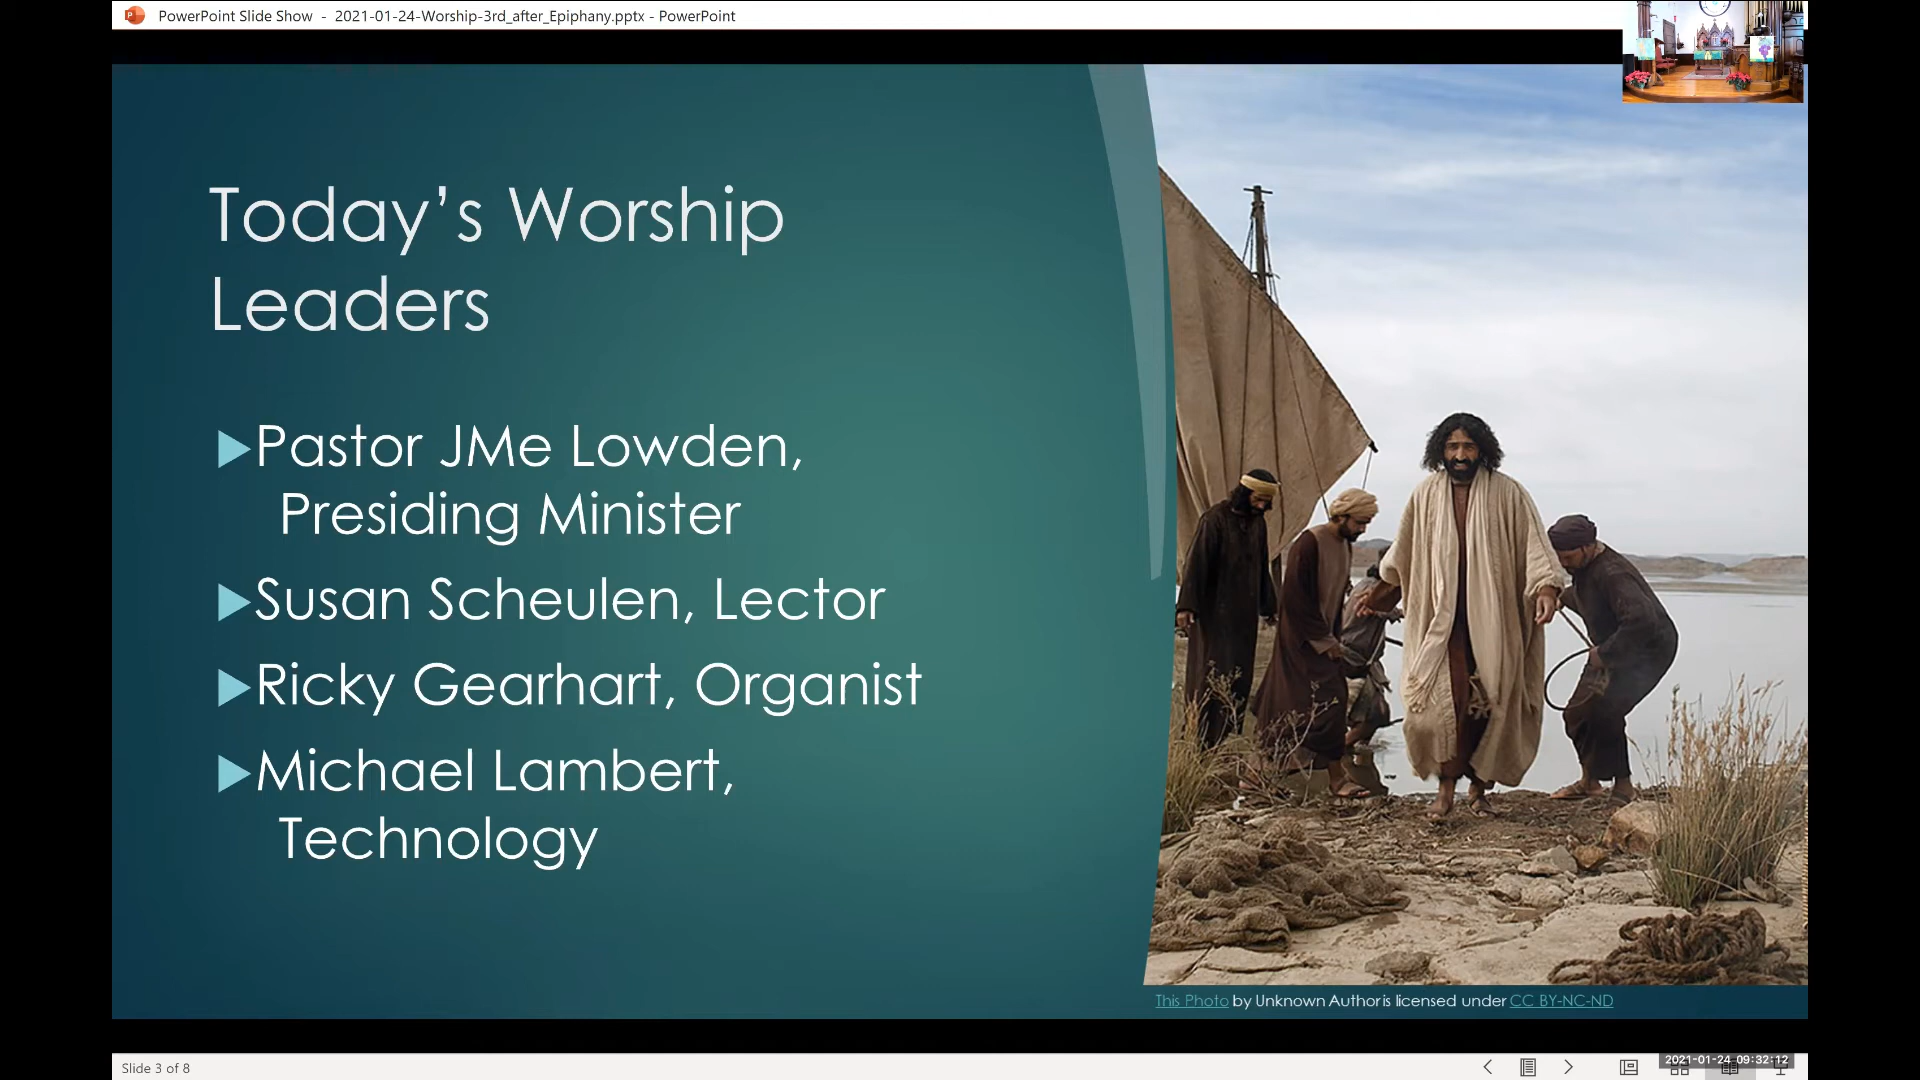 PowerPoint Slide Show - 2021-01-24-Worship-3rd_after_Epiphany.pptx - PowerPoint
Today’s Worship
Leaders
Pastor JMe Lowden,
Presiding Minister
Susan Scheulen, Lector
Ricky Gearhart, Organist
Michael Lambert,
Technology
This Photo by Unknown Author is licensed under CC BY-NC-ND
Slide 3 of 8
2021-01-24 09:32:12